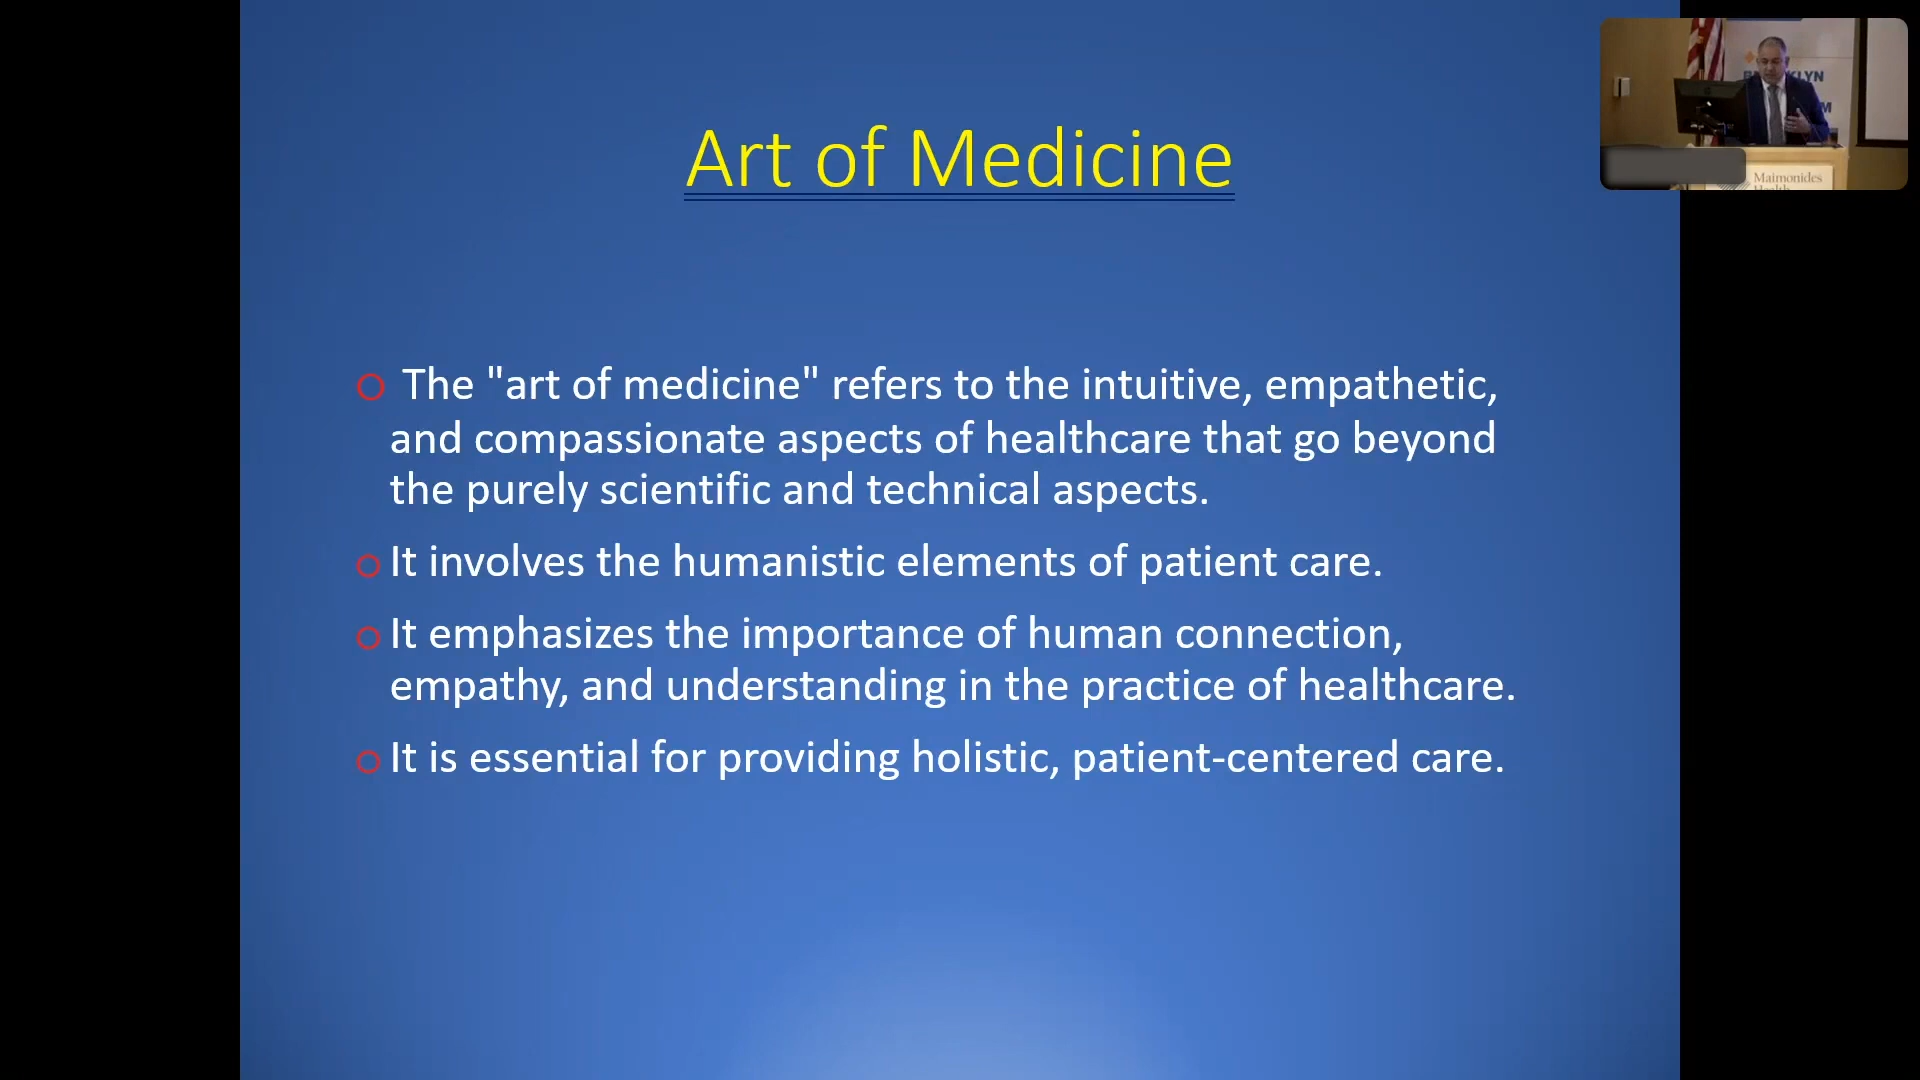 Art of Medicine
The "art of medicine" refers to the intuitive, empathetic,
and compassionate aspects of healthcare that go beyond
the purely scientific and technical aspects.
It involves the humanistic elements of patient care.
It emphasizes the importance of human connection,
empathy, and understanding in the practice of healthcare.
It is essential for providing holistic, patient-centered care.
Maimonides
Health